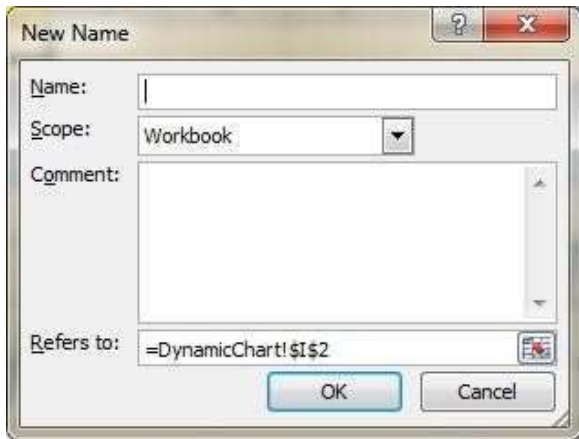 New Name
?
Name:
Scope: Workbook
Comment:
Refers to: =DynamicChart!$I$2
OK Cancel